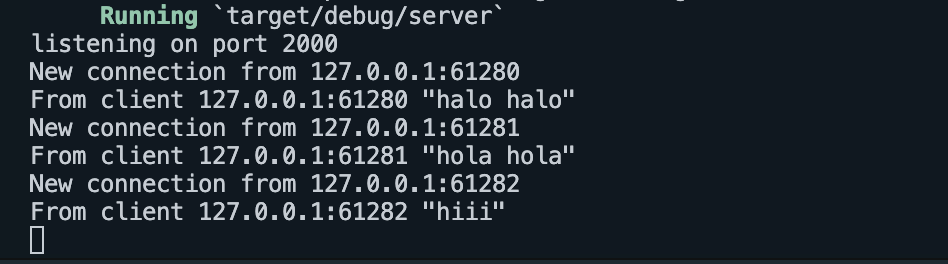 Running `target/debug/server`
listening on port 2000
New connection from 127.0.0.1:61280
From client 127.0.0.1:61280 "halo halo"
New connection from 127.0.0.1:61281
From client 127.0.0.1:61281 "hola hola"
New connection from 127.0.0.1:61282
From client 127.0.0.1:61282 "hiii"